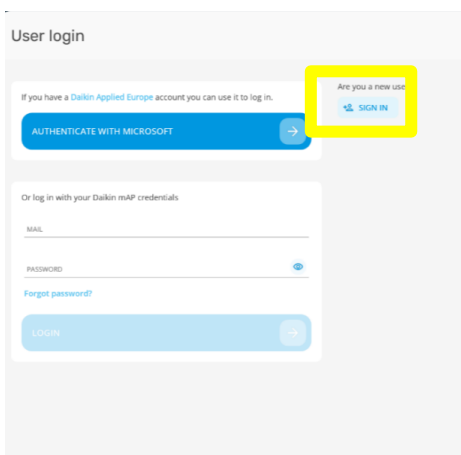 User login
If you have a Daikin Applied Europe account you can use it to log in.
AUTHENTICATE WITH MICROSOFT
Are you a new use
SIGN IN
Or log in with your Daikin mAP credentials
MAIL
PASSWORD
Forgot password?
LOGIN